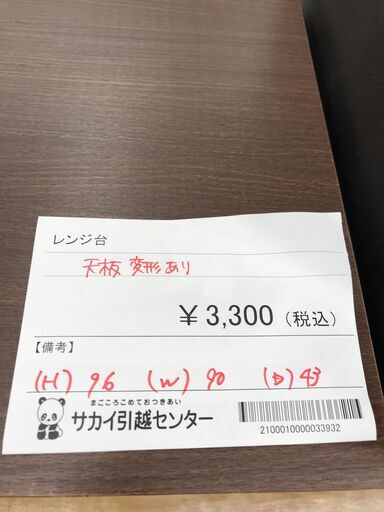 レンジ台
天板 変形あり
￥3,300（税込）
【備考】
(H) 96 (W) 90 (D) 43
まごころこめておつきあい
サカイ引越センター
2100010000033932